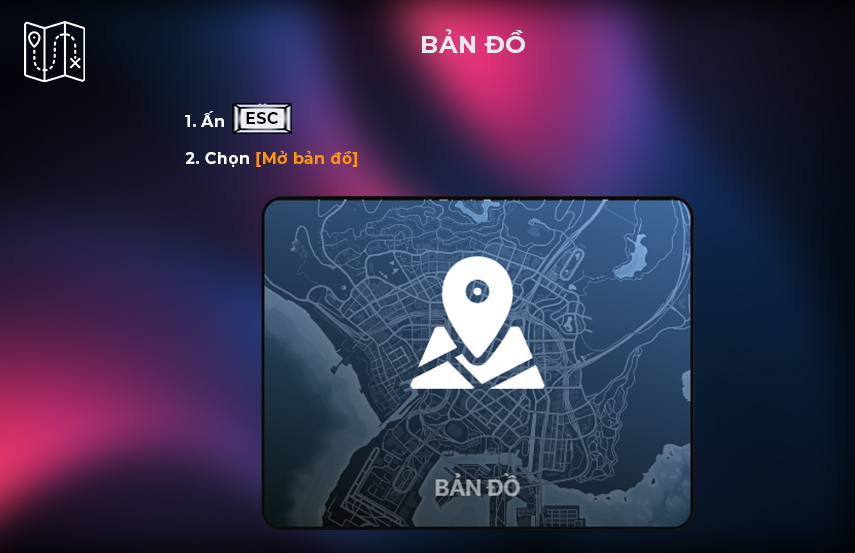 BẢN ĐỒ
1. Ấn ESC
2. Chọn [Mở bản đồ]
BẢN ĐỒ